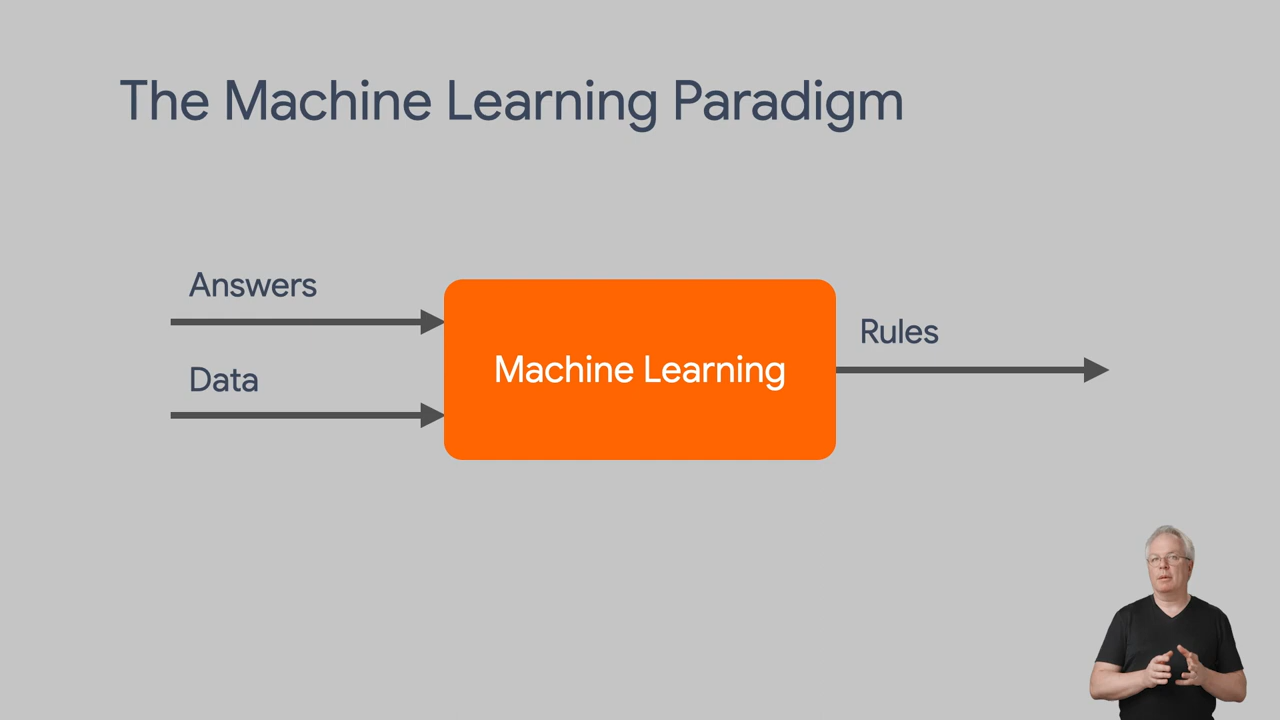 The Machine Learning Paradigm
Answers
Data
Machine Learning
Rules